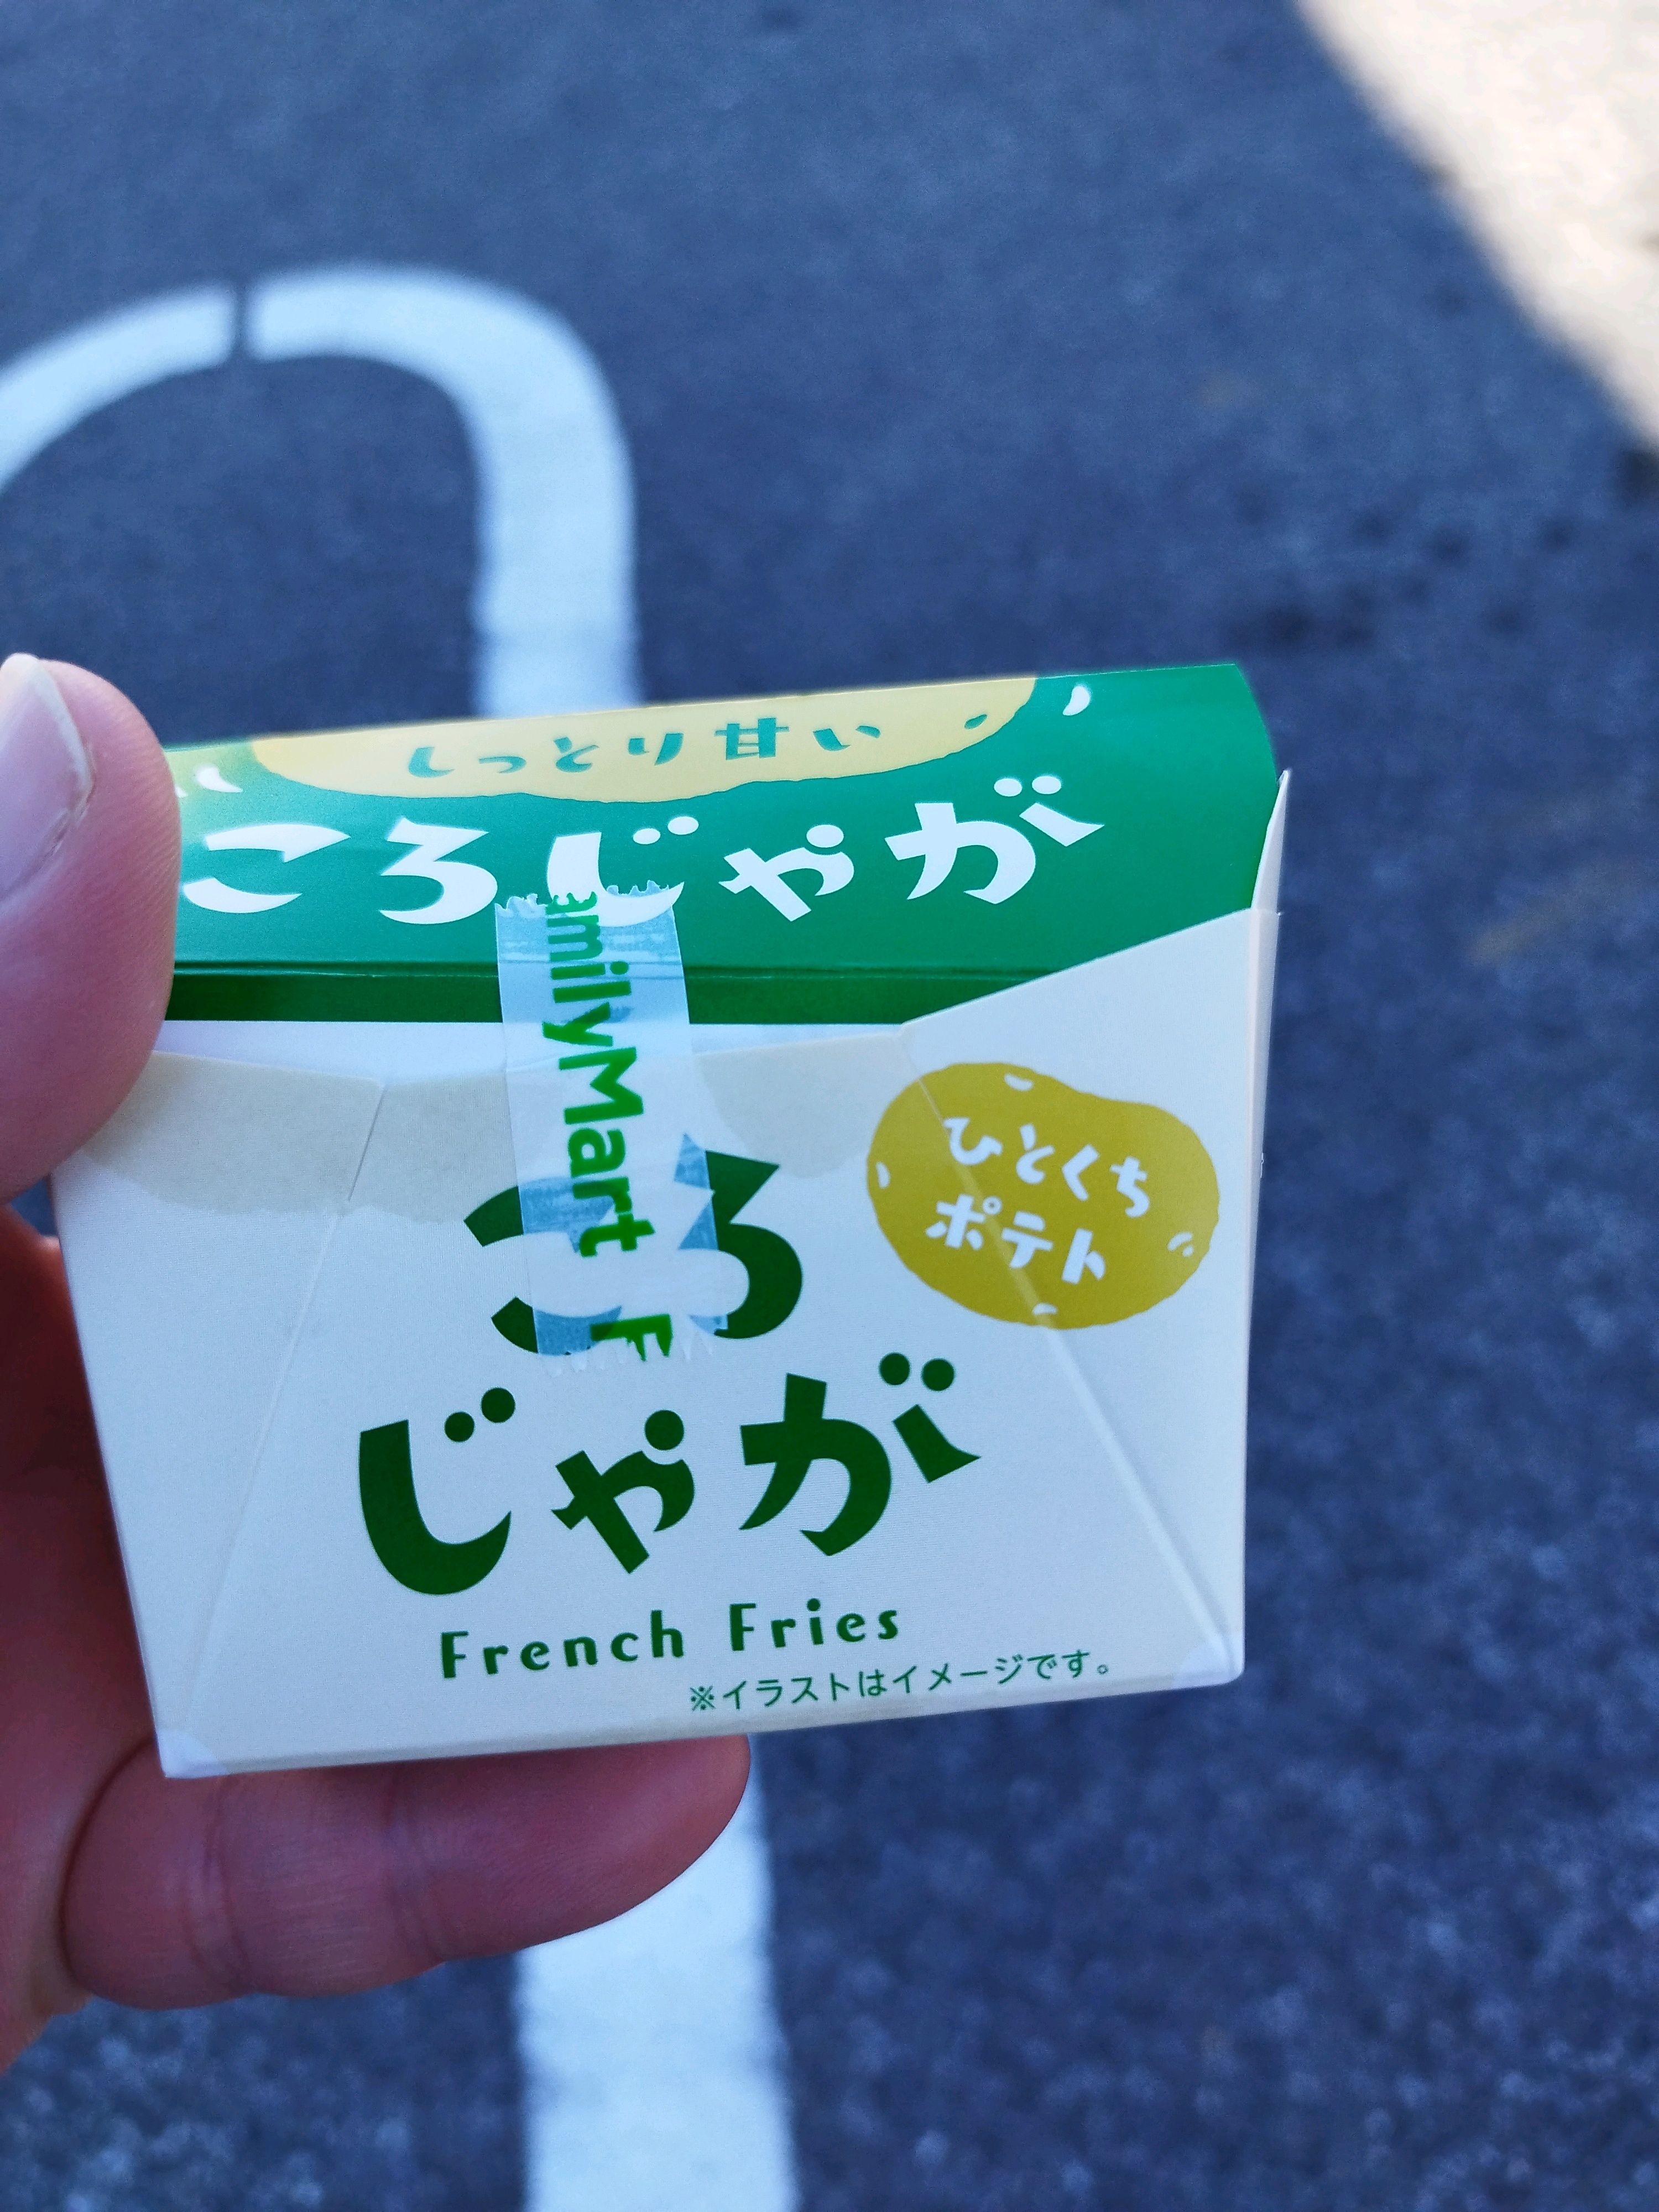 しっとり甘い
ころじゃが
amilyMart F
ころ
じゃが
ひとくち
ポテト
French Fries
※イラストはイメージです。